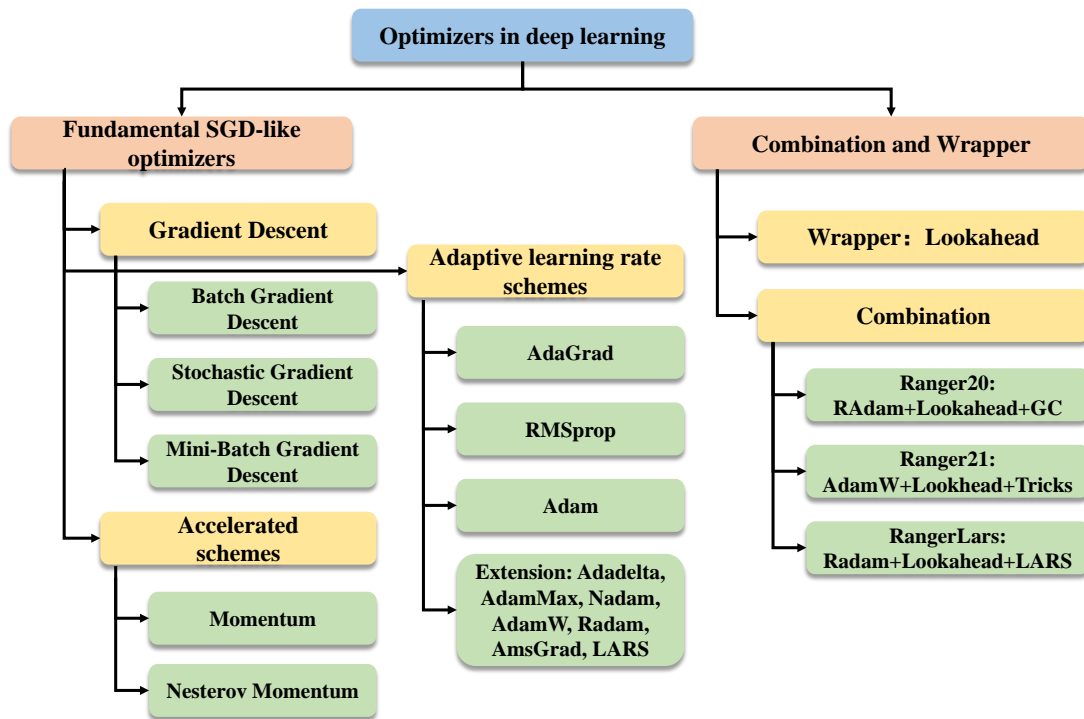 Optimizers in deep learning
Fundamental SGD-like
optimizers
Gradient Descent
Batch Gradient
Descent
Stochastic Gradient
Descent
Mini-Batch Gradient
Descent
Accelerated
schemes
Momentum
Nesterov Momentum
Adaptive learning rate
schemes
AdaGrad
RMSprop
Adam
Extension: Adadelta,
AdamMax, Nadam,
AdamW, Radam,
AmsGrad, LARS
Combination and Wrapper
Wrapper：Lookahead
Combination
Ranger20:
RAdam+Lookahead+GC
Ranger21:
AdamW+Lookhead+Tricks
RangerLars:
Radam+Lookahead+LARS